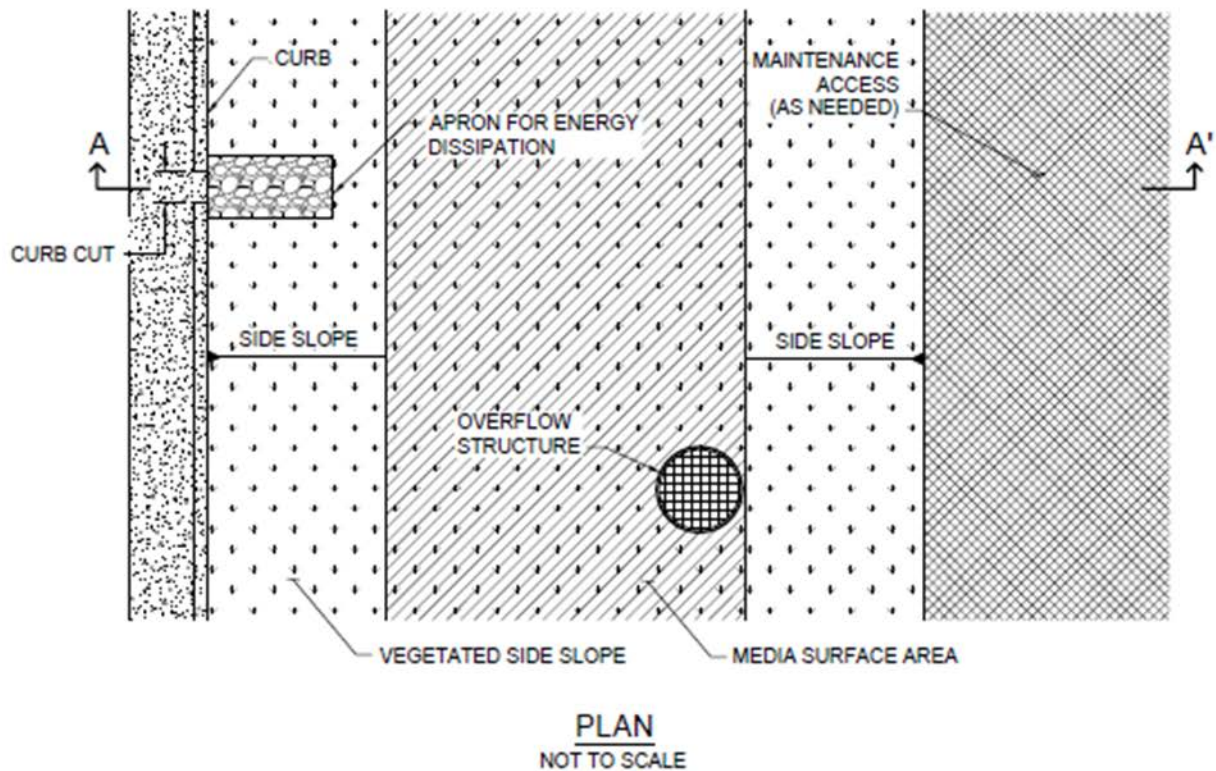 CURB
MAINTENANCE
ACCESS
(AS NEEDED)
APRON FOR ENERGY
DISSIPATION
A
A'
CURB CUT
SIDE SLOPE
SIDE SLOPE
OVERFLOW
STRUCTURE
VEGETATED SIDE SLOPE
MEDIA SURFACE AREA
PLAN
NOT TO SCALE